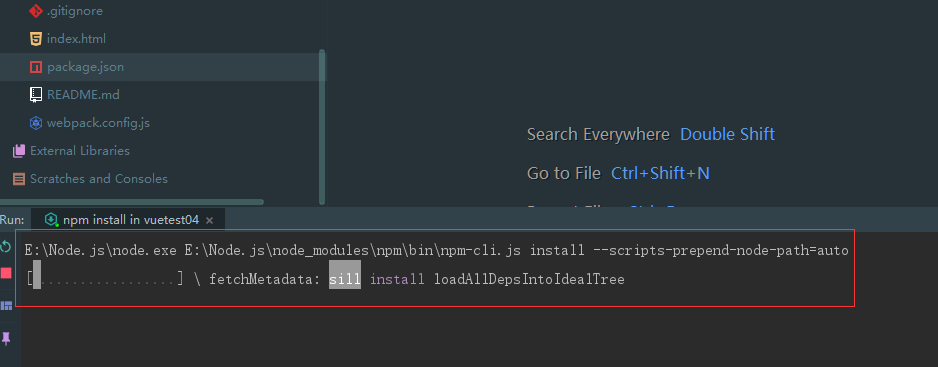 .gitignore
index.html
package.json
README.md
webpack.config.js
External Libraries
Scratches and Consoles
Search Everywhere Double Shift
Go to File Ctrl+Shift+N
Run: npm install in vuetest04 ×
E:\Node.js\node.exe E:\Node.js\node_modules\npm\bin\npm-cli.js install --scripts-prepend-node-path=auto
[ .................] \ fetchMetadata: sill install loadAllDepsIntoIdealTree